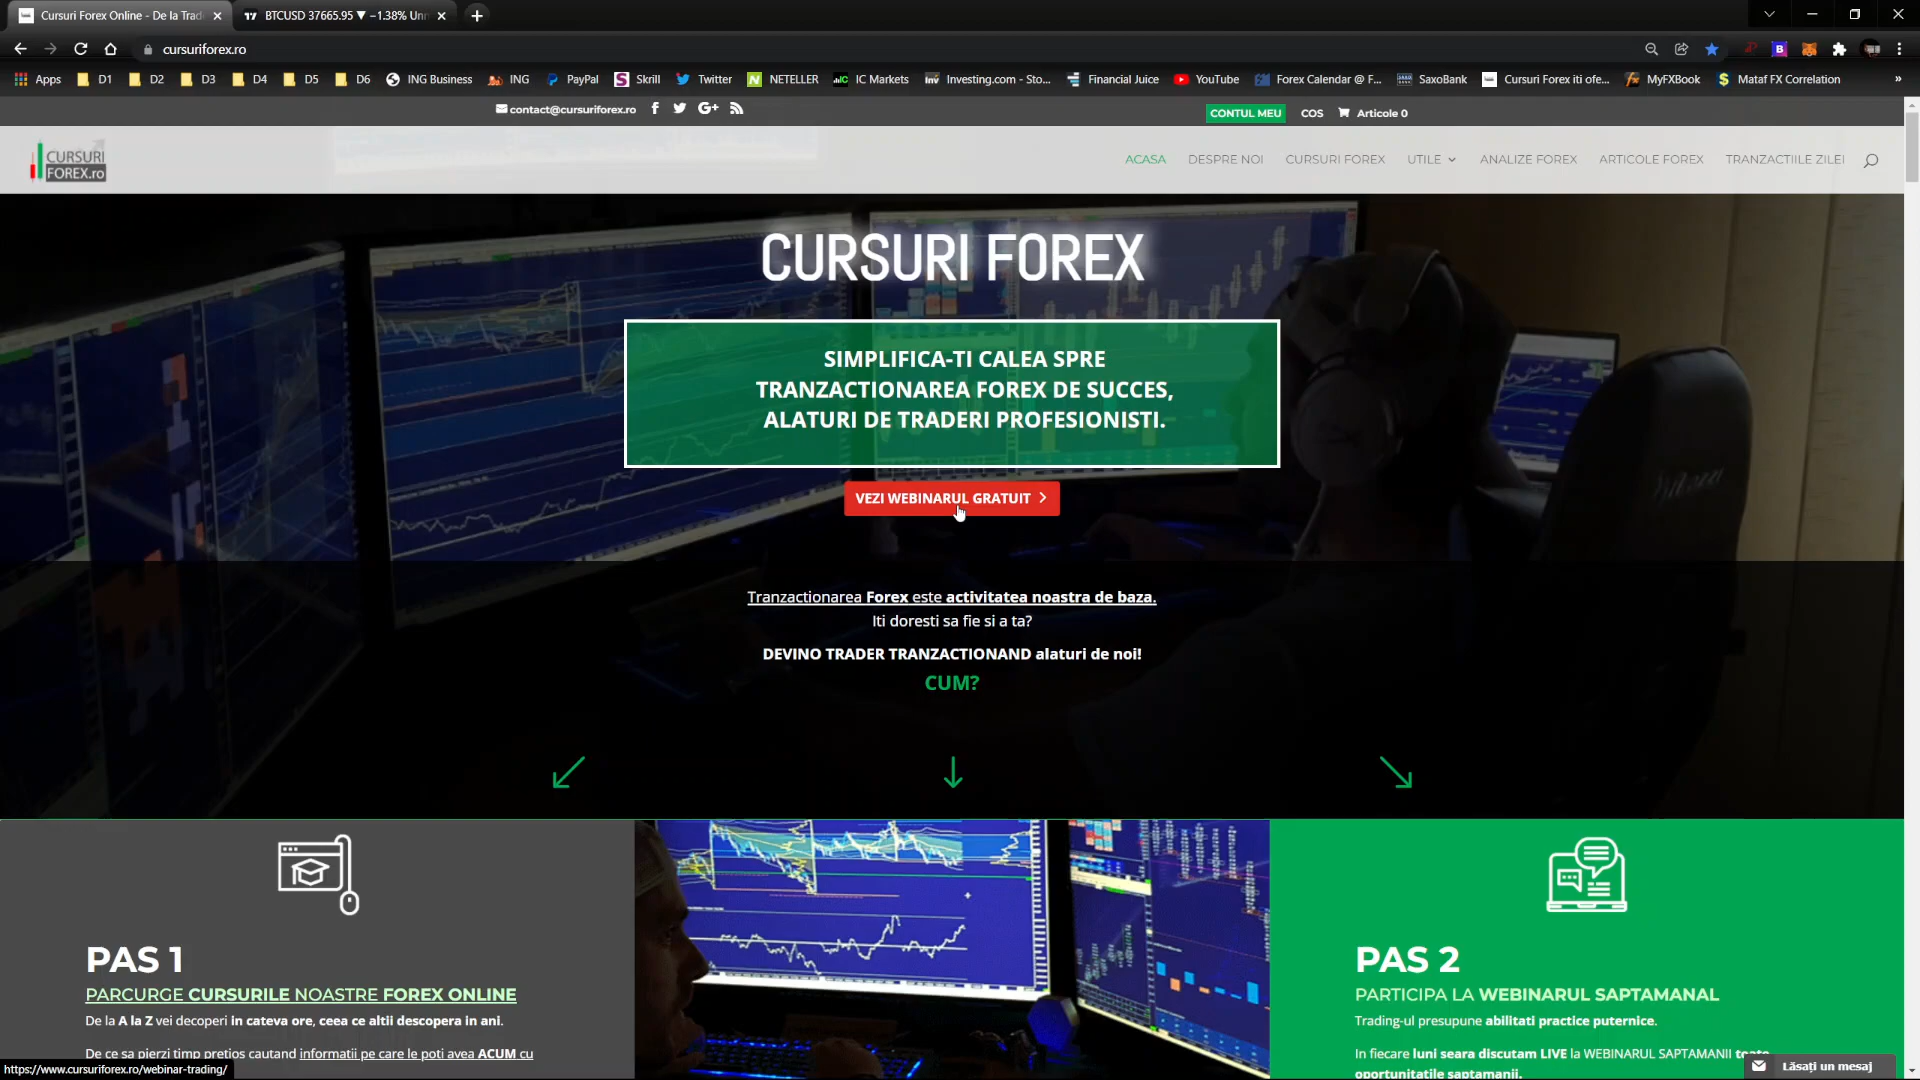 Cursuri Forex Online - De la Trad
BTCUSD 37665.95 ▼ −1.38% Unn
cursuriforex.ro
Apps
D1
D2
D3
D4
D5
D6
ING Business
ING
PayPal
Skrill
Twitter
NETELLER
IC Markets
Investing.com - Sto...
Financial Juice
YouTube
Forex Calendar @ F...
SaxoBank
Cursuri Forex iti ofe...
MyFXBook
Mataf FX Correlation
»
contact@cursuriforex.ro
CONTUL MEU
COS
Articole 0
CURSURI
FOREX.ro
ACASA
DESPRE NOI
CURSURI FOREX
UTILE
ANALIZE FOREX
ARTICOLE FOREX
TRANZACTIILE ZILEI
CURSURI FOREX
SIMPLIFICA-TI CALEA SPRE
TRANZACTIONAREA FOREX DE SUCCES,
ALATURI DE TRADERI PROFESIONISTI.
VEZI WEBINARUL GRATUIT
Tranzactionarea Forex este activitatea noastra de baza.
Iti doresti sa fie si a ta?
DEVINO TRADER TRANZACTIONAND alaturi de noi!
CUM?
PAS 1
PARCURGE CURSURILE NOASTRE FOREX ONLINE
De la A la Z vei decoperi in cateva ore, ceea ce altii descopera in ani.
De ce sa pierzi timp pretios cautand informatii pe care le poti avea ACUM cu
PAS 2
PARTICIPA LA WEBINARUL SAPTAMANAL
Trading-ul presupune abilitati practice puternice.
In fiecare luni seara discutam LIVE la WEBINARUL SAPTAMANII toate
oportunitatile saptamanii.
https://www.cursuriforex.ro/webinar-trading/
Lăsați un mesaj